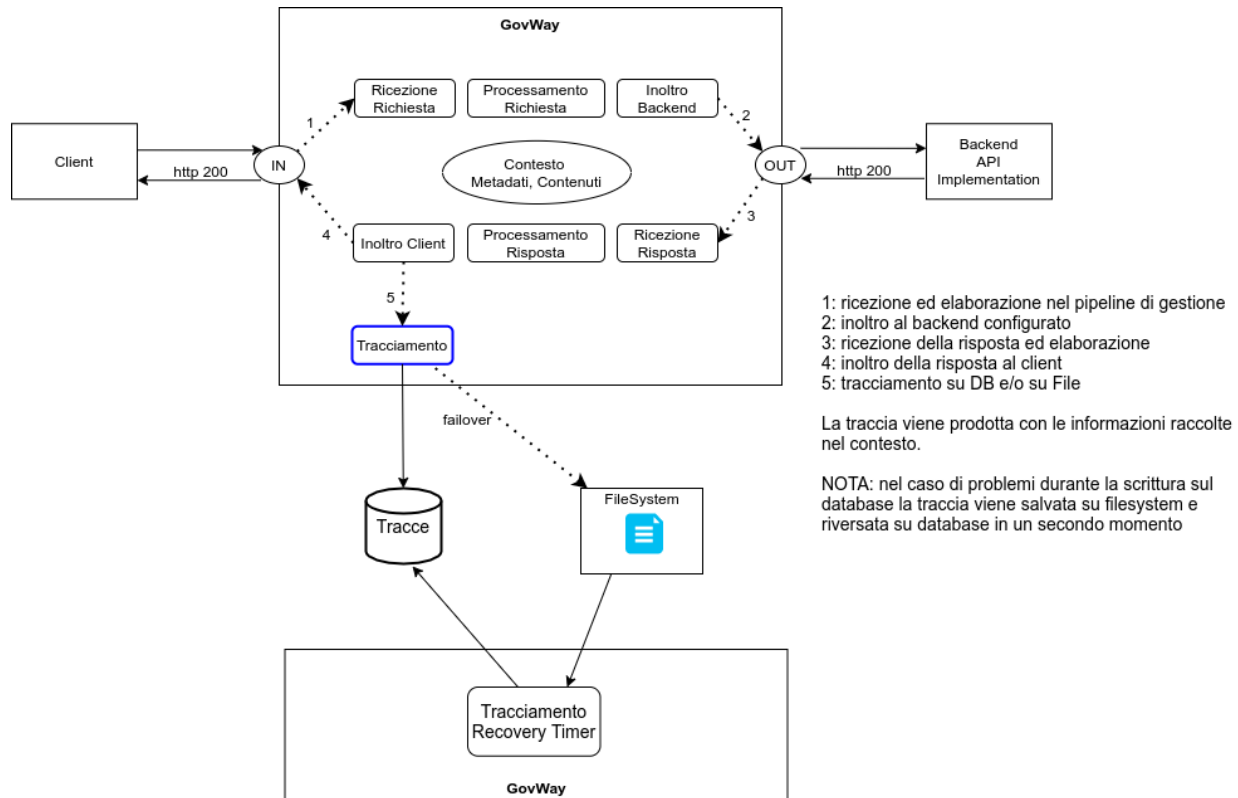 GovWay
Ricezione
Richiesta
Processamento
Richiesta
Inoltro
Backend
1
2
Client
http 200
IN
Contesto
Metadati, Contenuti
OUT
http 200
Backend
API
Implementation
4
3
Inoltro Client
Processamento
Risposta
Ricezione
Risposta
5
Tracciamento
failover
1: ricezione ed elaborazione nel pipeline di gestione
2: inoltro al backend configurato
3: ricezione della risposta ed elaborazione
4: inoltro della risposta al client
5: tracciamento su DB e/o su File
La traccia viene prodotta con le informazioni raccolte
nel contesto.
NOTA: nel caso di problemi durante la scrittura sul
database la traccia viene salvata su filesystem e
riversata su database in un secondo momento
Tracce
FileSystem
Tracciamento
Recovery Timer
GovWay